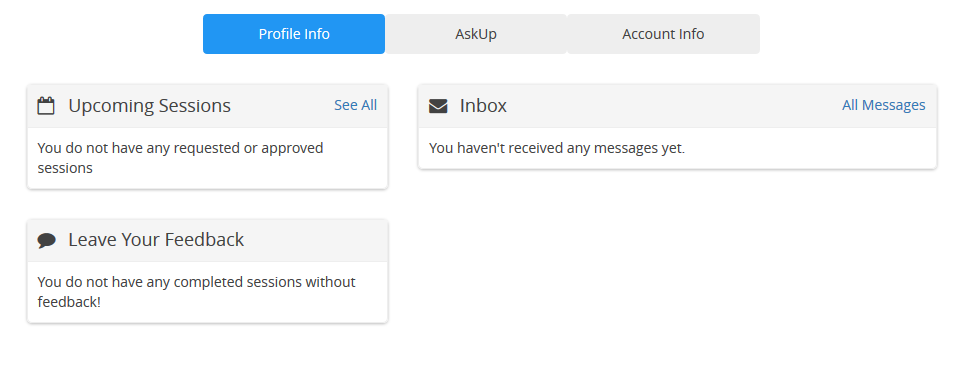 Profile Info
AskUp
Account Info
Upcoming Sessions
See All
You do not have any requested or approved
sessions
Inbox
All Messages
You haven't received any messages yet.
Leave Your Feedback
You do not have any completed sessions without
feedback!